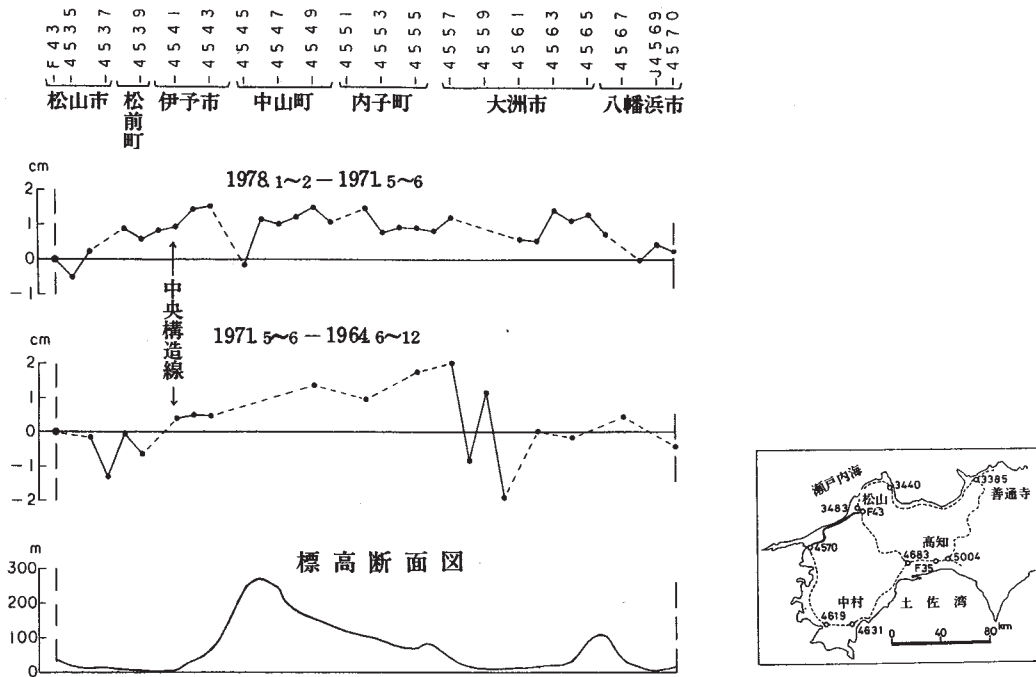 F43
4535
4537
4539
4541
4543
4545
4547
4549
4551
4553
4555
4557
4559
4561
4563
4565
4567
J4569
4570
松山市
松前町
伊予市
中山町
内子町
大洲市
八幡浜市
cm
1978.1~2-1971.5~6
2
1
0
-1
中央構造線
1971.5~6-1964.6~12
cm
2
1
0
-1
-2
標高断面図
m
300
200
100
0
瀬戸内海
3440
3385
善通寺
松山
3483
F43
高知
4570
4683
5004
F35
中村
土佐湾
4619
4631
0
40
80
km